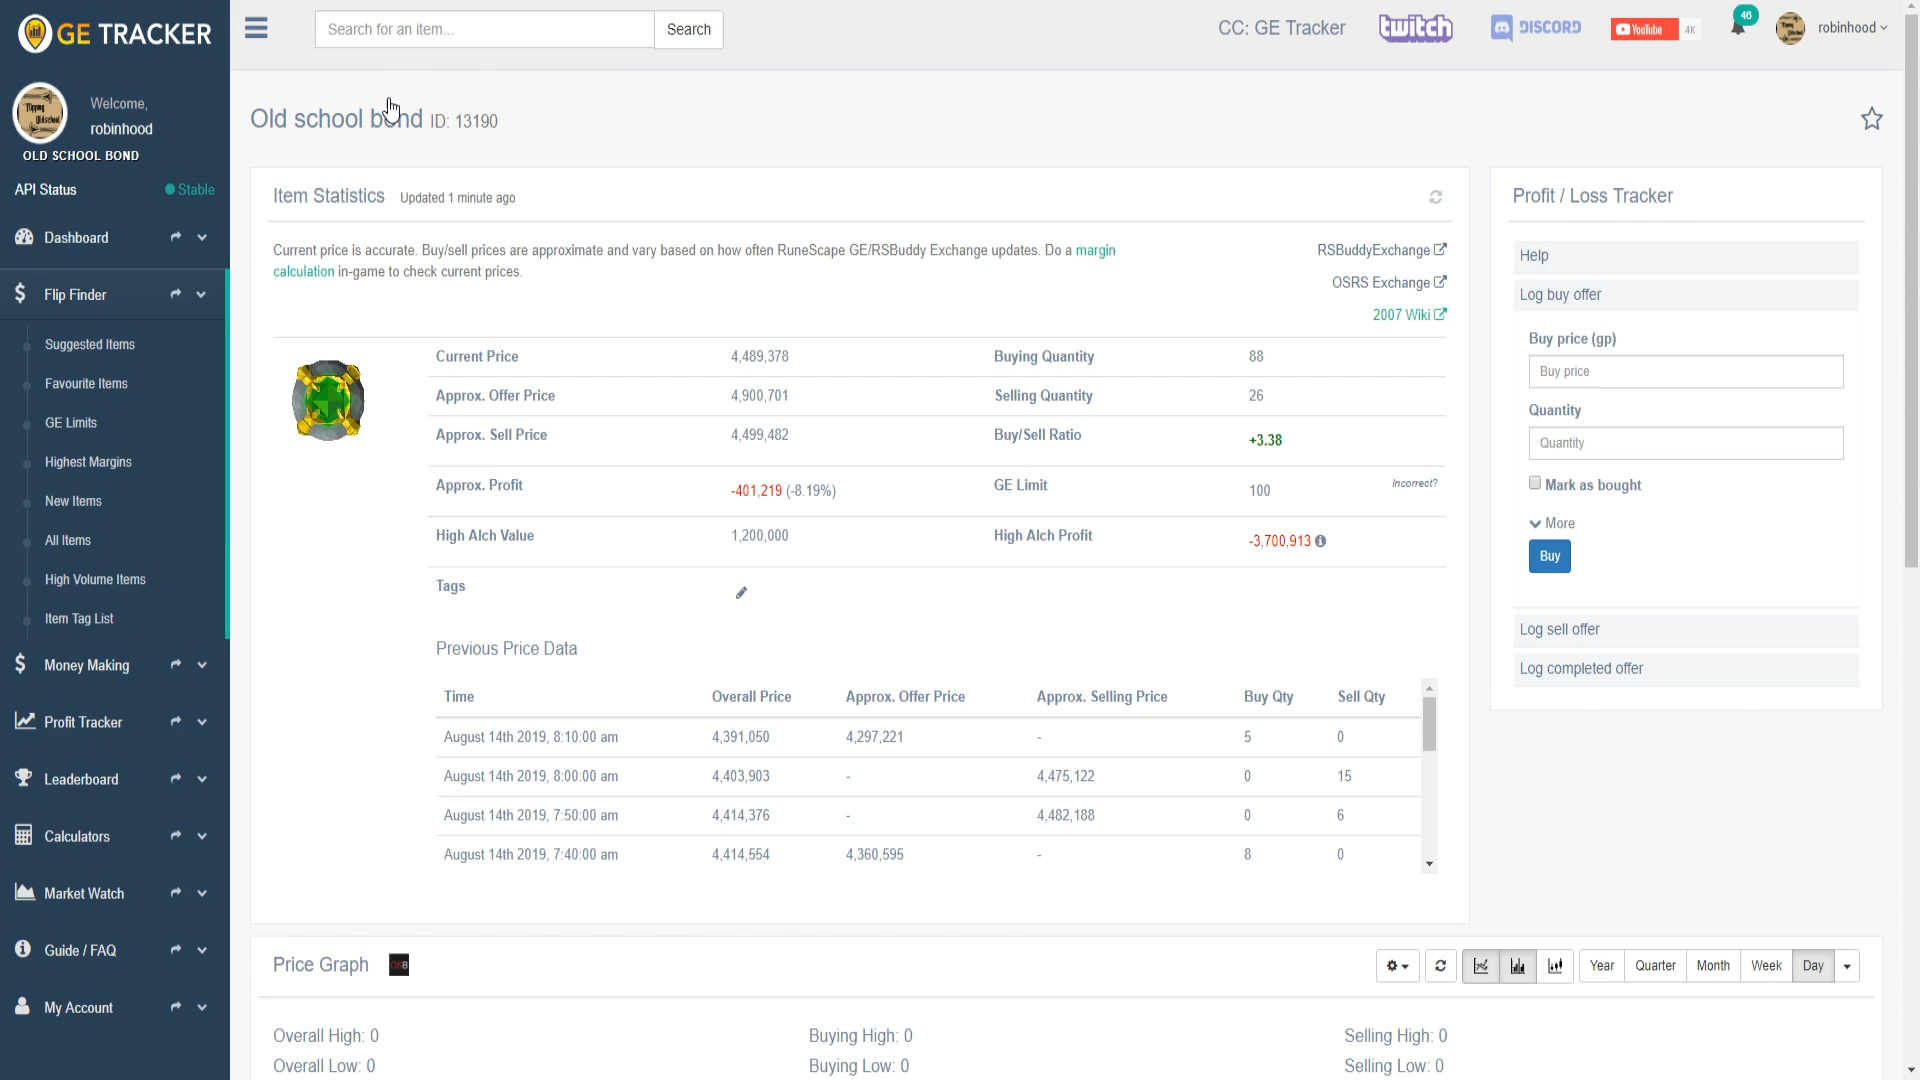 GE TRACKER
Search for an item...
Search
CC: GE Tracker
twitch
DISCORD
YouTube
4K
46
robinhood
Welcome,
robinhood
OLD SCHOOL BOND
API Status
Stable
Dashboard
Flip Finder
Suggested Items
Favourite Items
GE Limits
Highest Margins
New Items
All Items
High Volume Items
Item Tag List
Money Making
Profit Tracker
Leaderboard
Calculators
Market Watch
Guide / FAQ
My Account
Old school bond ID: 13190
Item Statistics Updated 1 minute ago
Current price is accurate. Buy/sell prices are approximate and vary based on how often RuneScape GE/RSBuddy Exchange updates. Do a margin
calculation in-game to check current prices.
RSBuddyExchange
OSRS Exchange
2007 Wiki
Current Price 4,489,378 Buying Quantity 88
Approx. Offer Price 4,900,701 Selling Quantity 26
Approx. Sell Price 4,499,482 Buy/Sell Ratio +3.38
Approx. Profit -401,219 (-8.19%) GE Limit 100 Incorrect?
High Alch Value 1,200,000 High Alch Profit -3,700,913
Tags
Previous Price Data
Time Overall Price Approx. Offer Price Approx. Selling Price Buy Qty Sell Qty
August 14th 2019, 8:10:00 am 4,391,050 4,297,221 - 5 0
August 14th 2019, 8:00:00 am 4,403,903 - 4,475,122 0 15
August 14th 2019, 7:50:00 am 4,414,376 - 4,482,188 0 6
August 14th 2019, 7:40:00 am 4,414,554 4,360,595 - 8 0
Profit / Loss Tracker
Help
Log buy offer
Buy price (gp)
Buy price
Quantity
Quantity
Mark as bought
More
Buy
Log sell offer
Log completed offer
Price Graph OSB
Year Quarter Month Week Day
Overall High: 0 Buying High: 0 Selling High: 0
Overall Low: 0 Buying Low: 0 Selling Low: 0